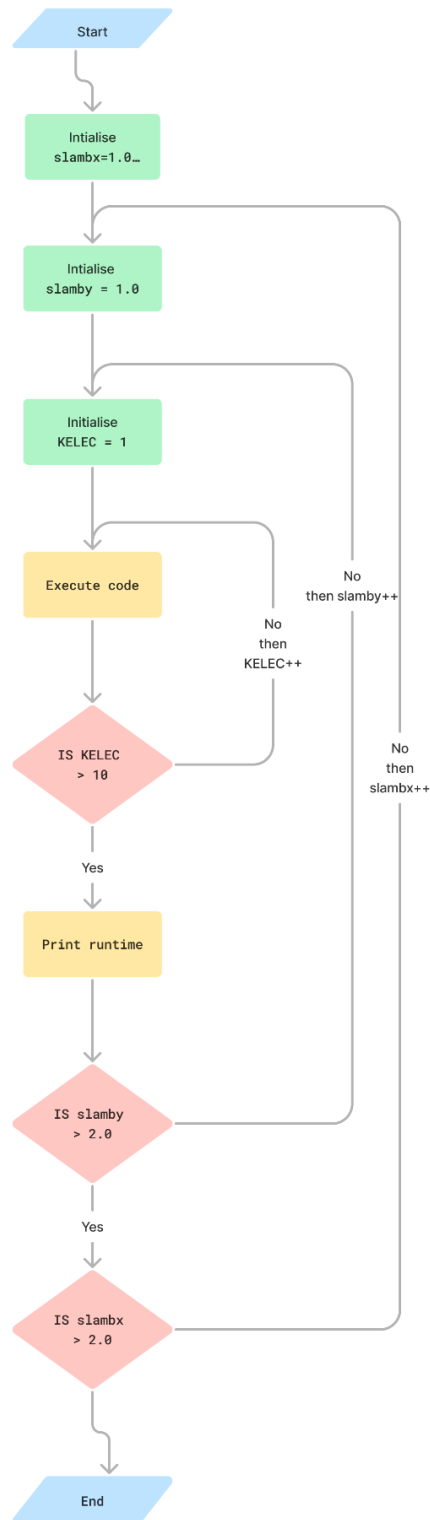 Start
Intialise
slambx=1.0…
Intialise
slamby = 1.0
Initialise
KELEC = 1
Execute code
No
then slamby++
No
then
KELEC++
IS KELEC
> 10
No
then
slambx++
Yes
Print runtime
IS slamby
> 2.0
Yes
IS slambx
> 2.0
End